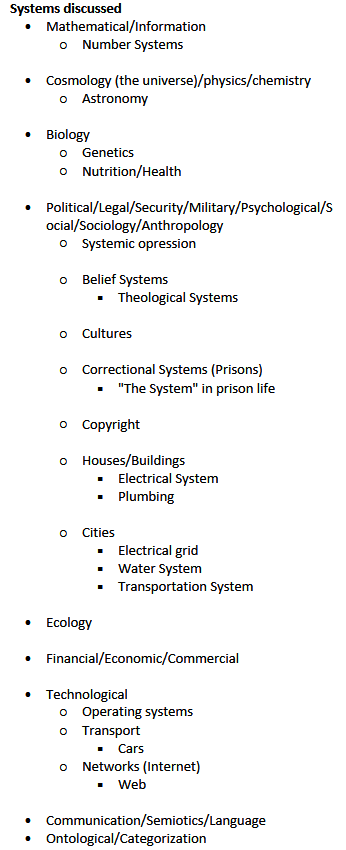 Systems discussed
• Mathematical/Information
o Number Systems
• Cosmology (the universe)/physics/chemistry
o Astronomy
• Biology
o Genetics
o Nutrition/Health
• Political/Legal/Security/Military/Psychological/S
ocial/Sociology/Anthropology
o Systemic opression
o Belief Systems
▪ Theological Systems
o Cultures
o Correctional Systems (Prisons)
▪ "The System" in prison life
o Copyright
o Houses/Buildings
▪ Electrical System
▪ Plumbing
o Cities
▪ Electrical grid
▪ Water System
▪ Transportation System
• Ecology
• Financial/Economic/Commercial
• Technological
o Operating systems
o Transport
▪ Cars
o Networks (Internet)
▪ Web
• Communication/Semiotics/Language
• Ontological/Categorization